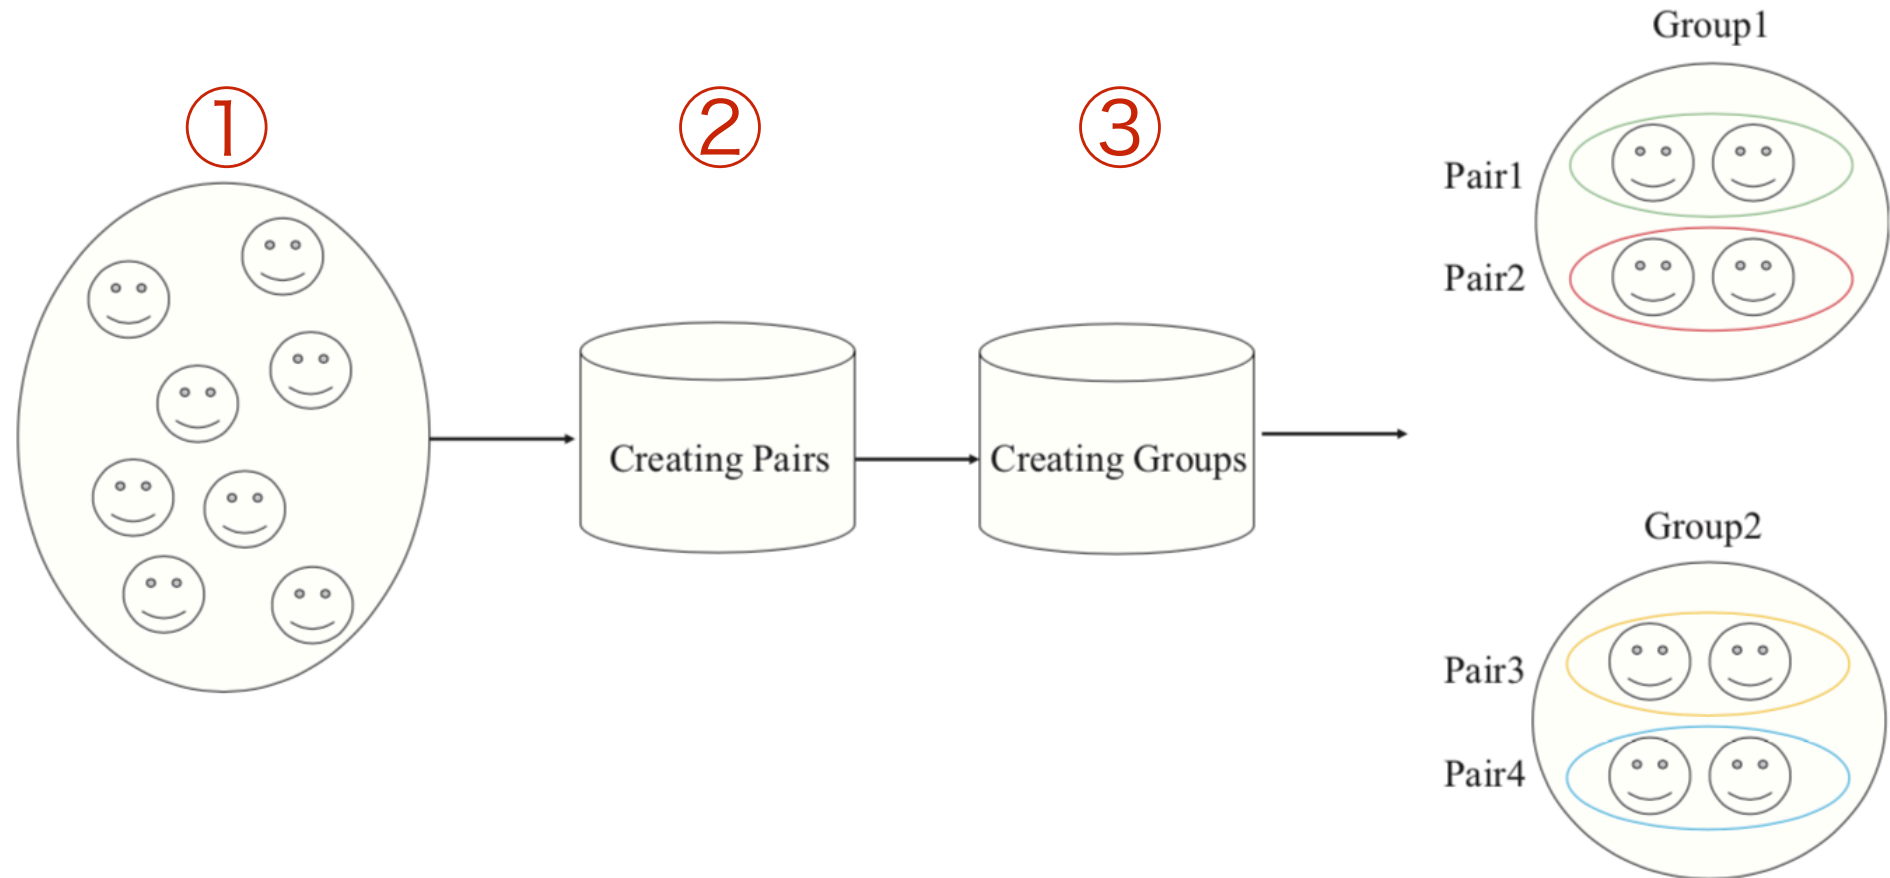 ①
②
③
Creating Pairs
Creating Groups
Group1
Pair1
Pair2
Group2
Pair3
Pair4